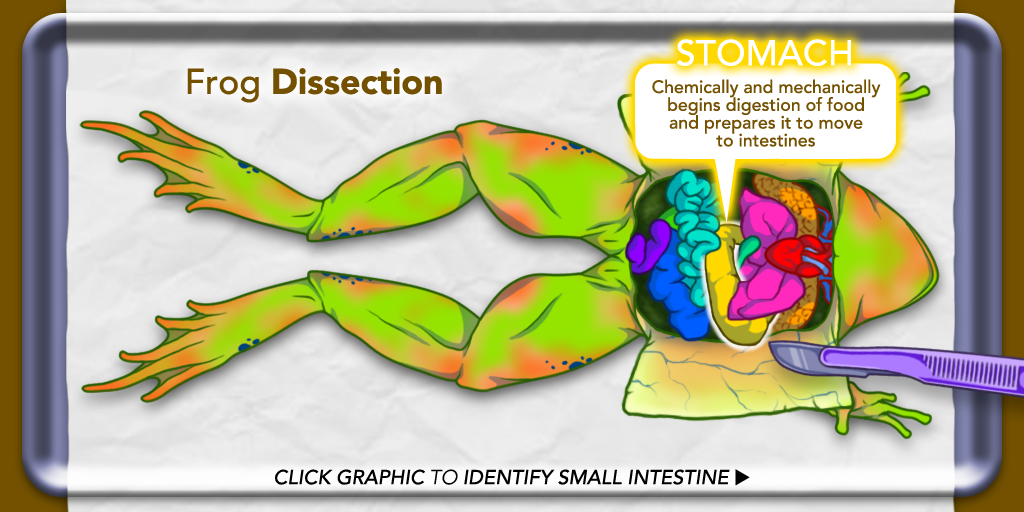 Frog Dissection
STOMACH
Chemically and mechanically
begins digestion of food
and prepares it to move
to intestines
CLICK GRAPHIC TO IDENTIFY SMALL INTESTINE ▶